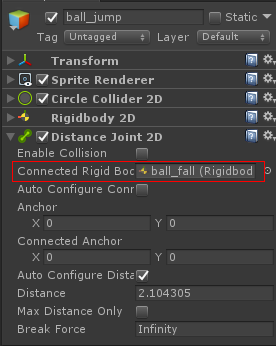 ball_jump Static
Tag Untagged Layer Default
Transform
Sprite Renderer
Circle Collider 2D
Rigidbody 2D
Distance Joint 2D
Enable Collision
Connected Rigid Boc ball_fall (Rigidbod
Auto Configure Conr
Anchor
X 0 Y 0
Connected Anchor
X 0 Y 0
Auto Configure Dista
Distance 2.104305
Max Distance Only
Break Force Infinity